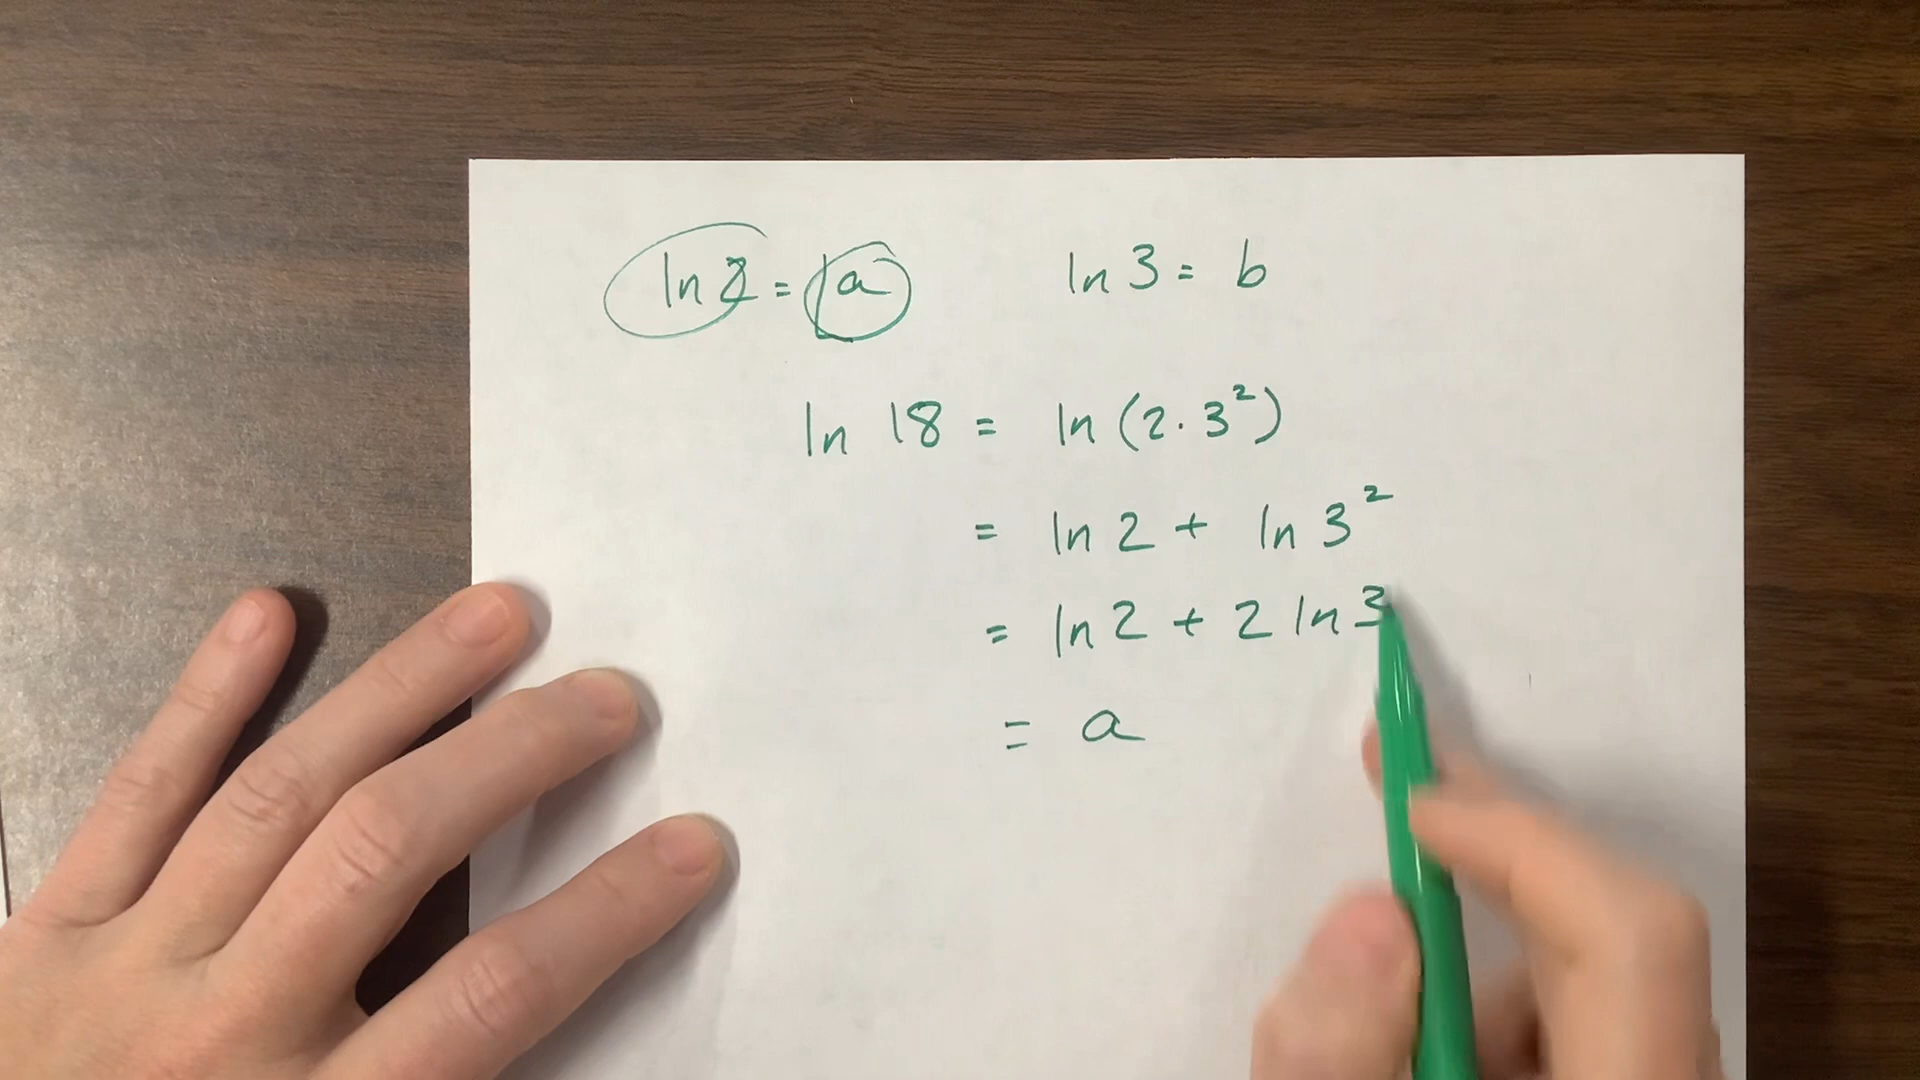 ln 2 = a ln 3 = b
ln 18 = ln (2 · 3²)
= ln 2 + ln 3²
= ln 2 + 2 ln 3
= a